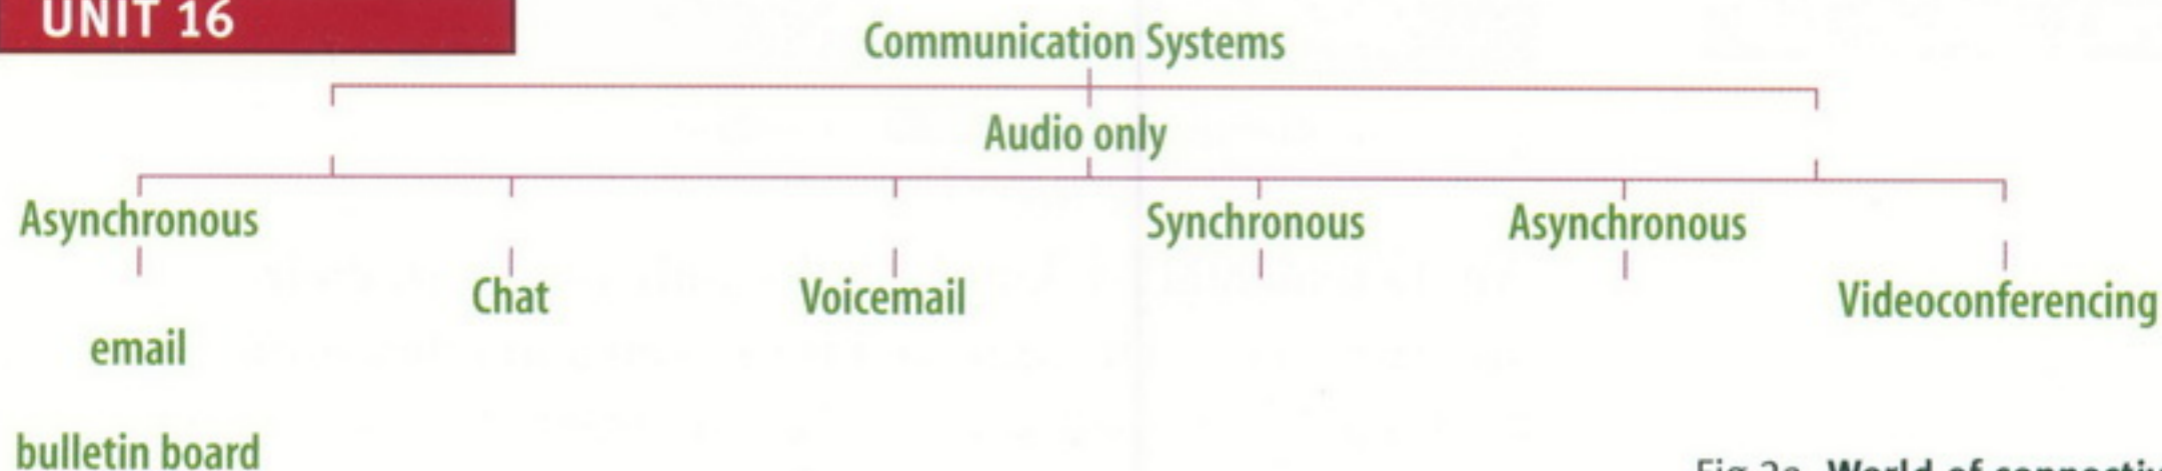 UNIT 16
Communication Systems
Audio only
Asynchronous
Synchronous
Asynchronous
Chat
Voicemail
Videoconferencing
email
bulletin board